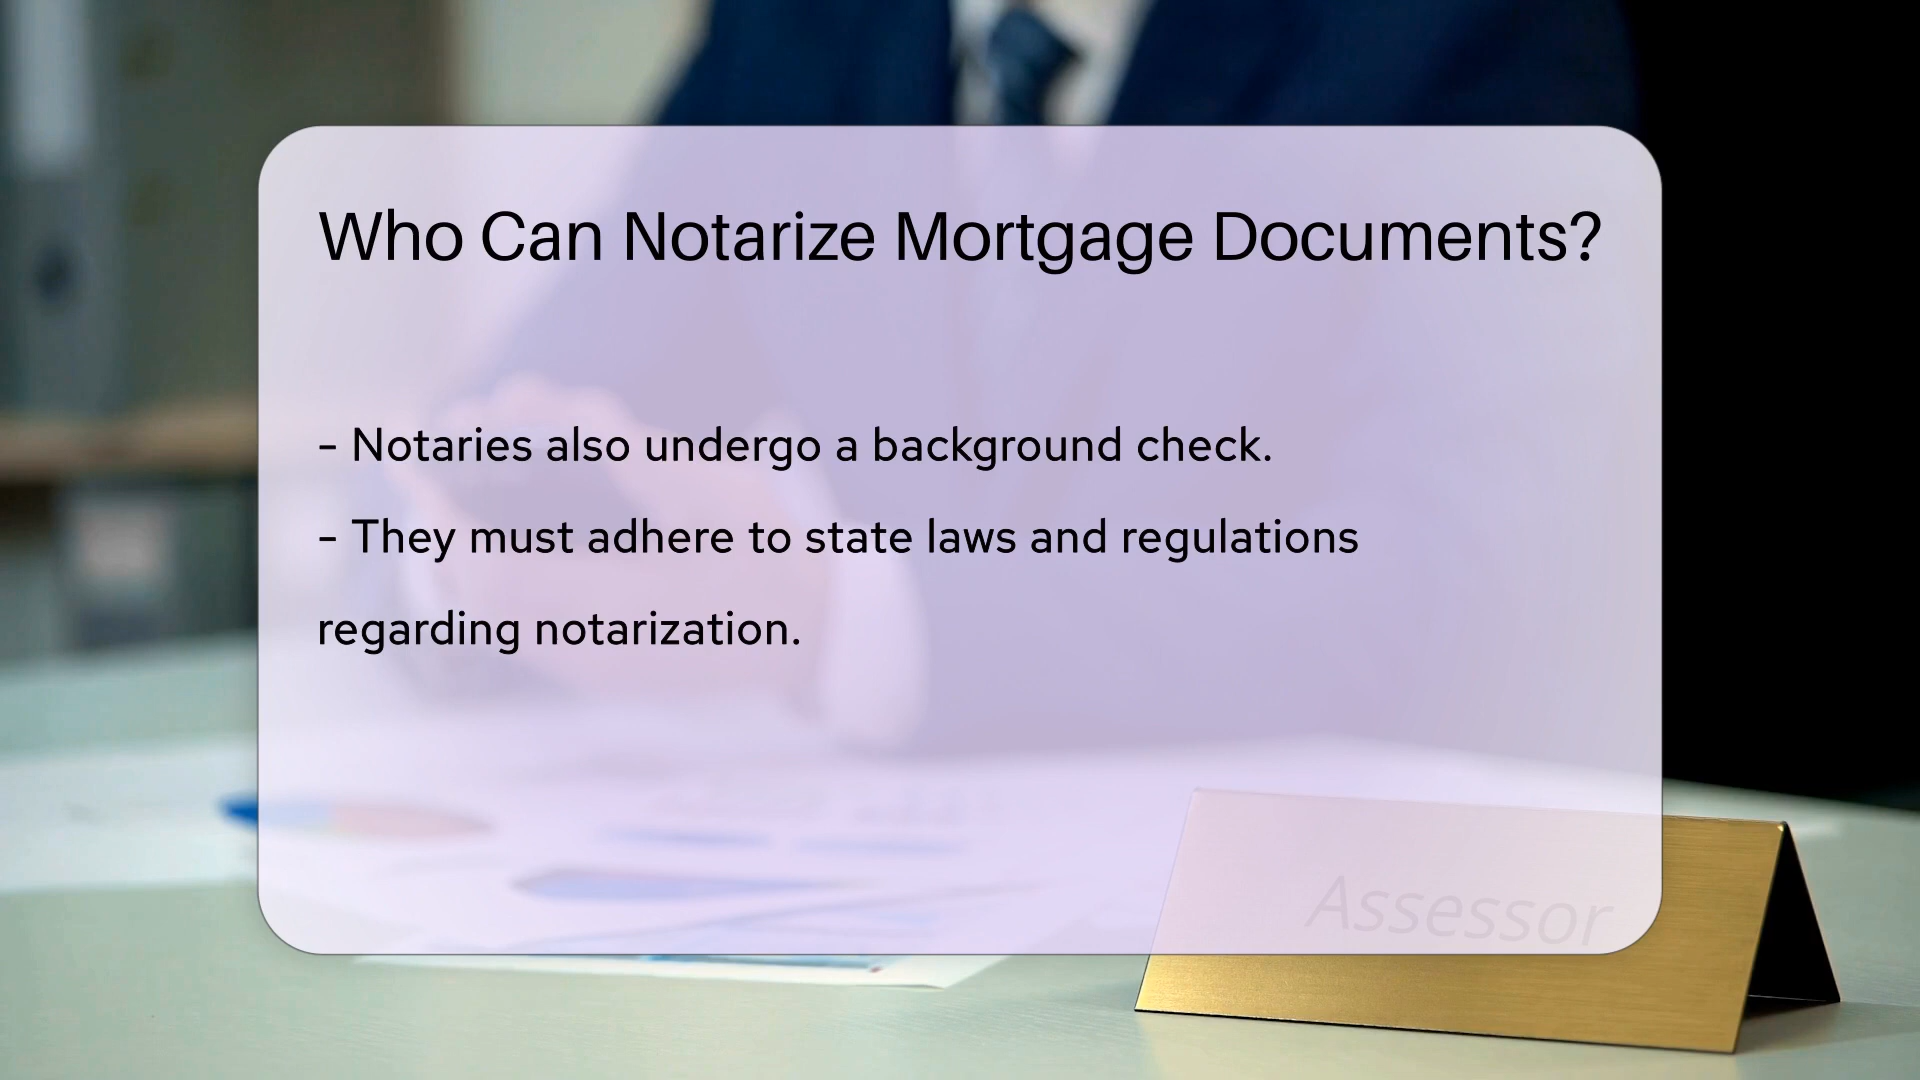 Who Can Notarize Mortgage Documents?
- Notaries also undergo a background check.
- They must adhere to state laws and regulations
regarding notarization.
Assessor